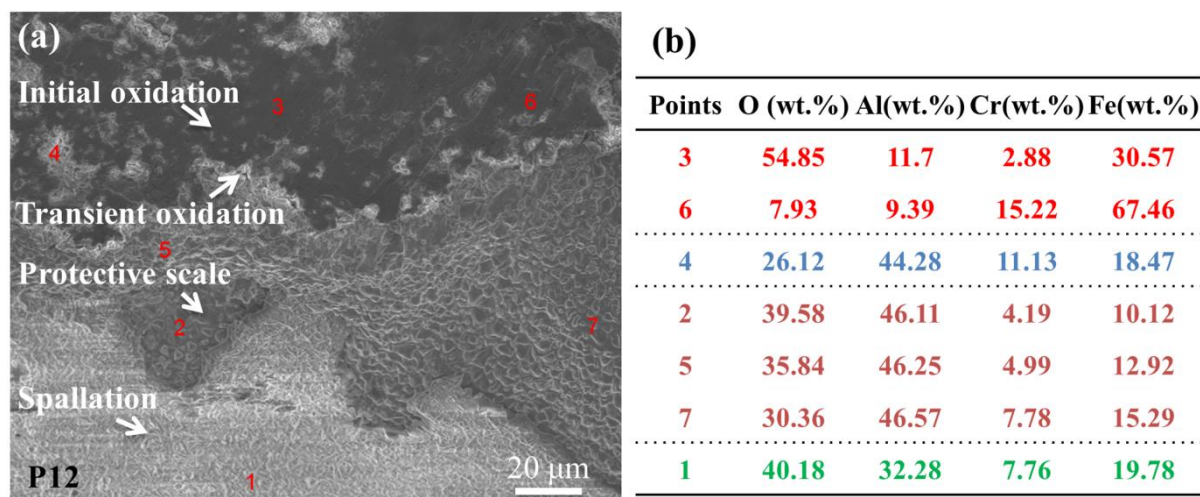 (a)
Initial oxidation
3
6
4
Transient oxidation
5
Protective scale
2
7
Spallation
P12
1
20 μm
(b)
Points O (wt.%) Al(wt.%) Cr(wt.%) Fe(wt.%)
3 54.85 11.7 2.88 30.57
6 7.93 9.39 15.22 67.46
4 26.12 44.28 11.13 18.47
2 39.58 46.11 4.19 10.12
5 35.84 46.25 4.99 12.92
7 30.36 46.57 7.78 15.29
1 40.18 32.28 7.76 19.78